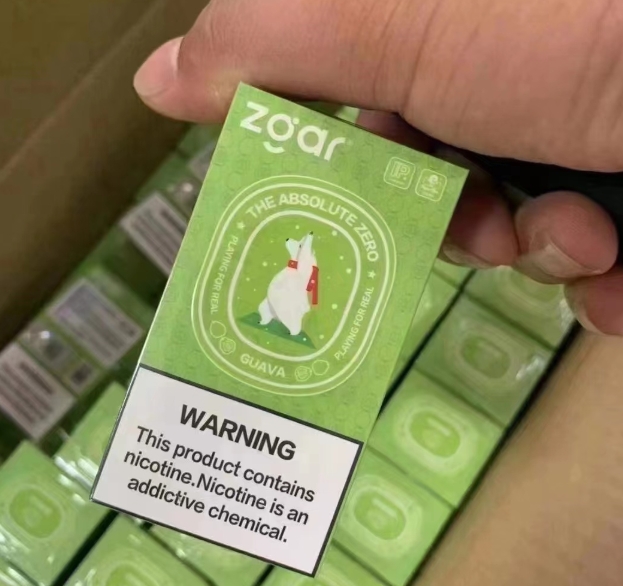 zgar
THE ABSOLUTE ZERO
PLAYING FOR REAL
PLAYING FOR REAL
GUAVA
WARNING
This product contains
nicotine.Nicotine is an
addictive chemical.